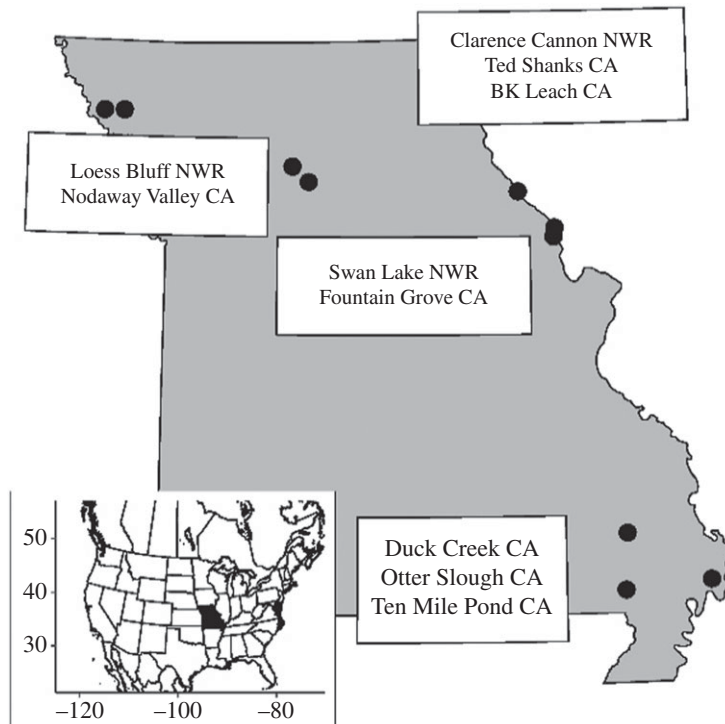 Clarence Cannon NWR
Ted Shanks CA
BK Leach CA
Loess Bluff NWR
Nodaway Valley CA
Swan Lake NWR
Fountain Grove CA
Duck Creek CA
Otter Slough CA
Ten Mile Pond CA
50
40
30
–120
–100
–80